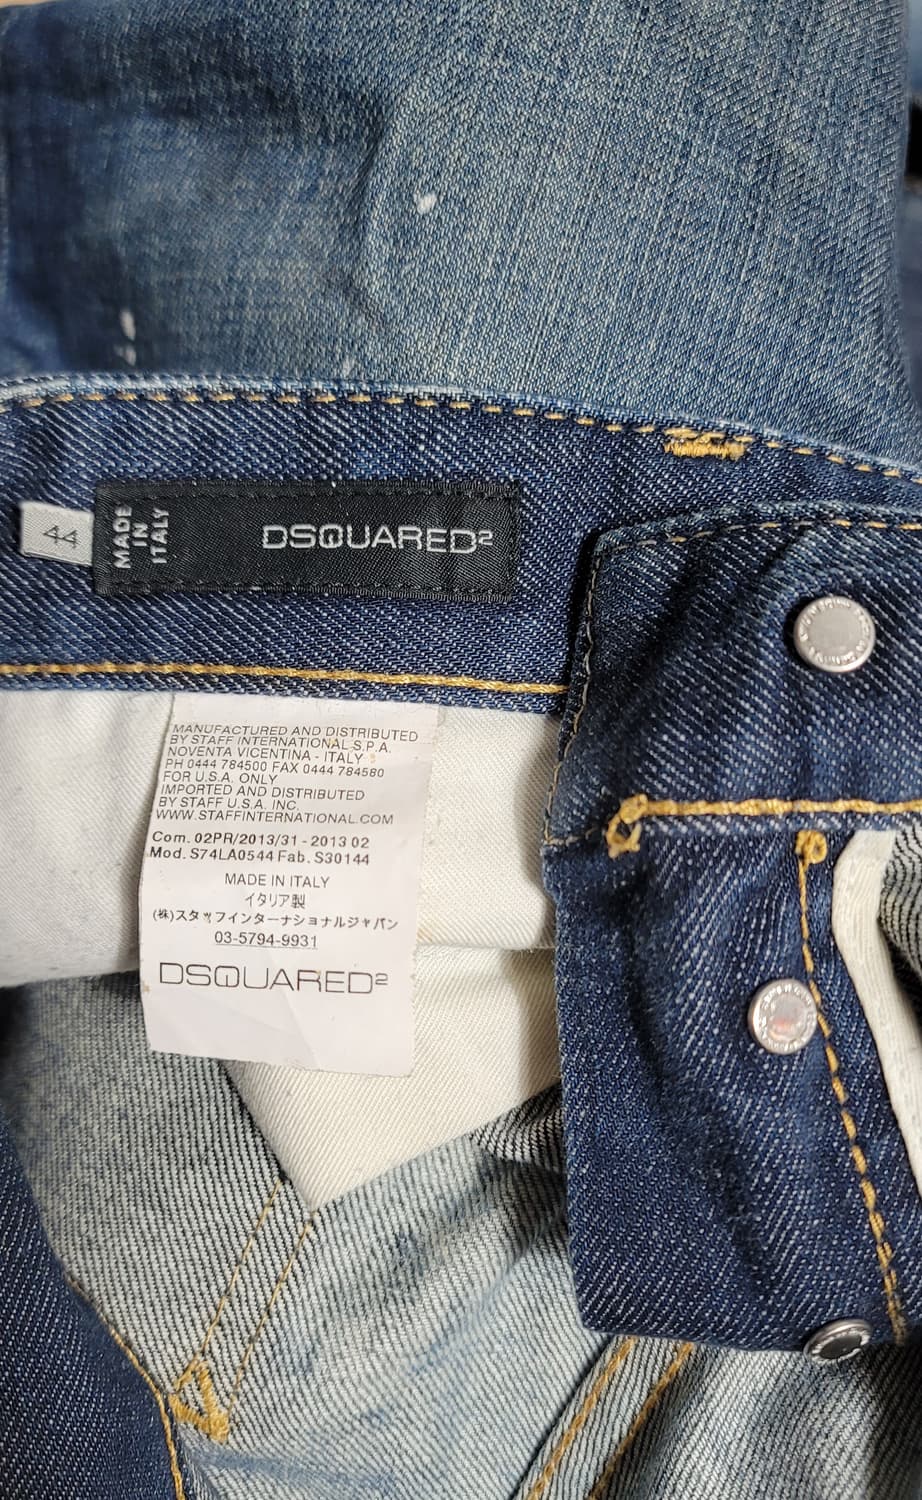 44
MADE
IN
ITALY
DSQUARED2
MANUFACTURED AND DISTRIBUTED
BY STAFF INTERNATIONAL S.P.A.
NOVENTA VICENTINA - ITALY
PH 0444 784500 FAX 0444 784580
FOR U.S.A. ONLY
IMPORTED AND DISTRIBUTED
BY STAFF U.S.A. INC.
WWW.STAFFINTERNATIONAL.COM
Com. 02PR/2013/31 - 2013 02
Mod. S74LA0544 Fab. S30144
MADE IN ITALY
イタリア製
(株)スタッフインターナショナルジャパン
03-5794-9931
DSQUARED2